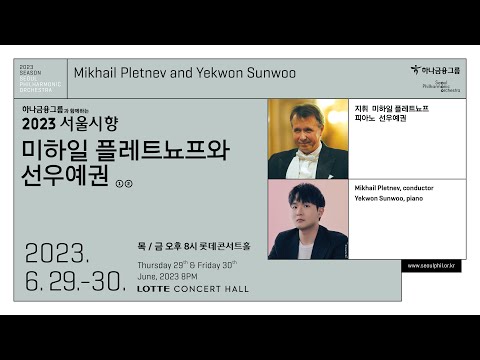 2023
SEASON
SEOUL
PHILHARMONIC
ORCHESTRA
Mikhail Pletnev and Yekwon Sunwoo
하나금융그룹
Seoul
Philharmonic
Orchestra
하나금융그룹과 함께하는
2023 서울시향
미하일 플레트뇨프와
선우예권 ①②
지휘 미하일 플레트뇨프
피아노 선우예권
Mikhail Pletnev, conductor
Yekwon Sunwoo, piano
2023.
6. 29.-30.
목 / 금 오후 8시 롯데콘서트홀
Thursday 29th & Friday 30th
June, 2023 8PM
LOTTE CONCERT HALL
www.seoulphil.or.kr